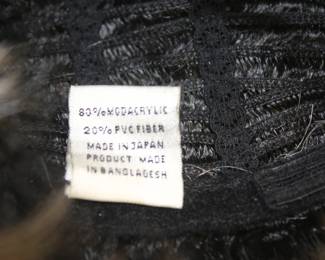 80%MODACRYLIC
20%PVC FIBER
MADE IN JAPAN
PRODUCT MADE
IN BANGLADESH